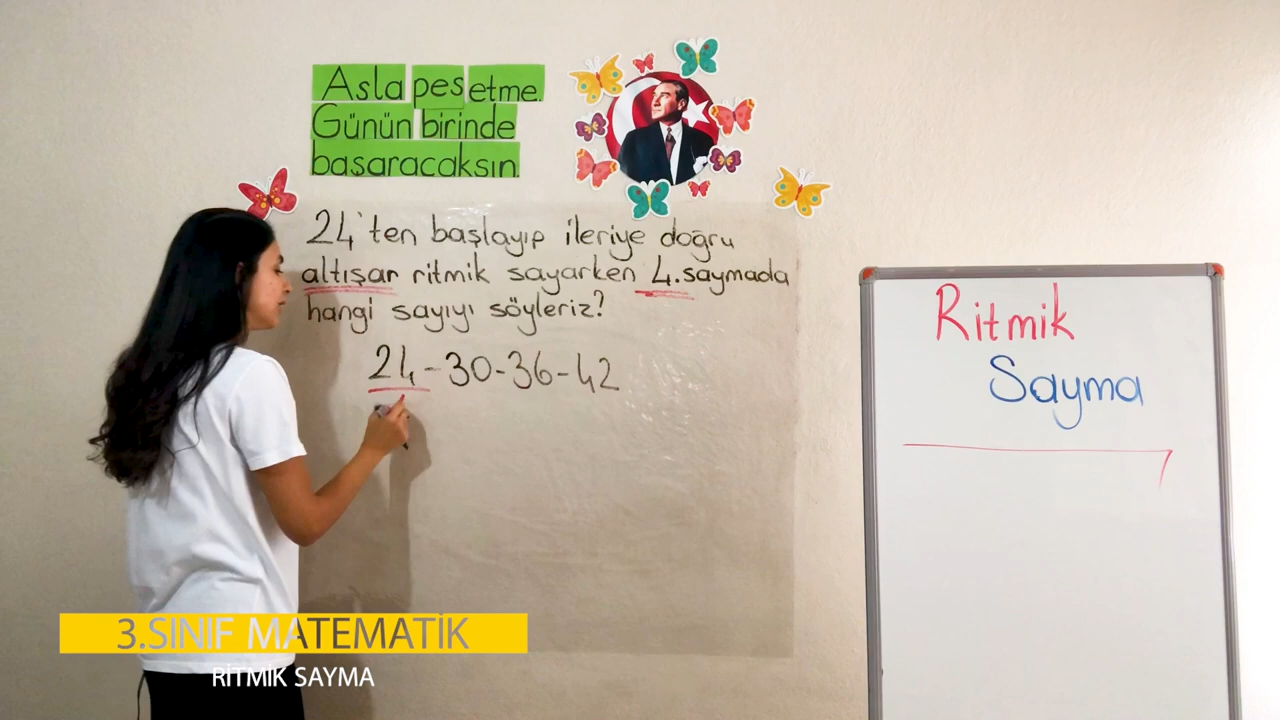 Asla pes etme.
Günün birinde
başaracaksın.
24'ten başlayıp ileriye doğru
altışar ritmik sayarken 4.saymada
hangi sayıyı söyleriz?
24-30-36-42
Ritmik
Sayma
3.SINIF MATEMATİK
RİTMİK SAYMA